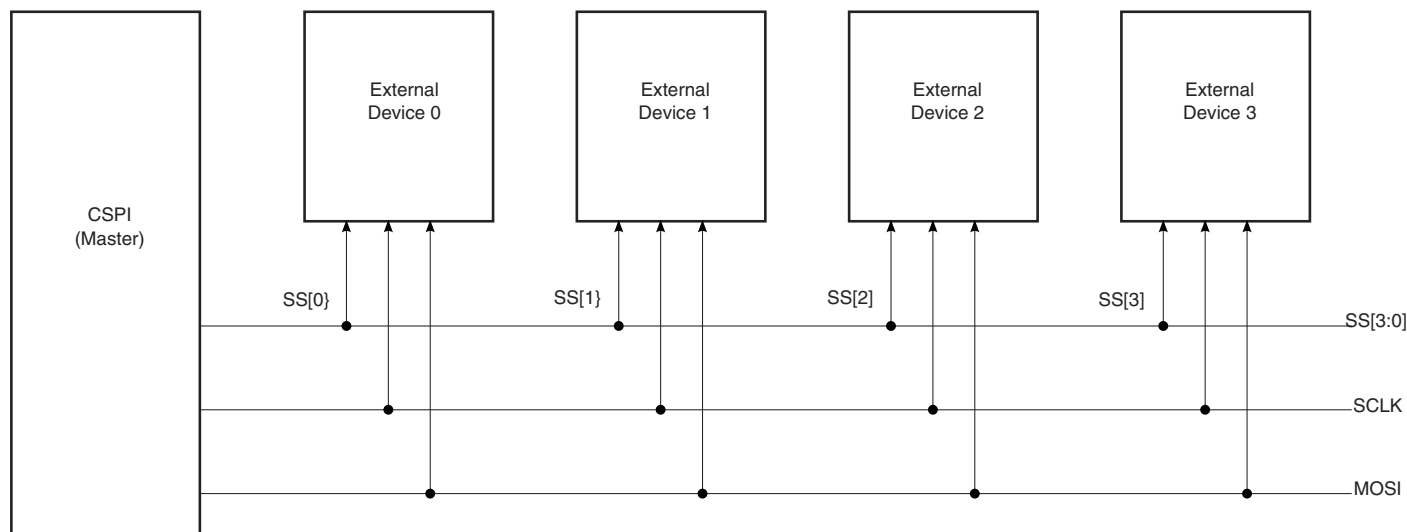 External
Device 0
External
Device 1
External
Device 2
External
Device 3
CSPI
(Master)
SS[0}
SS[1}
SS[2]
SS[3]
SS[3:0]
SCLK
MOSI